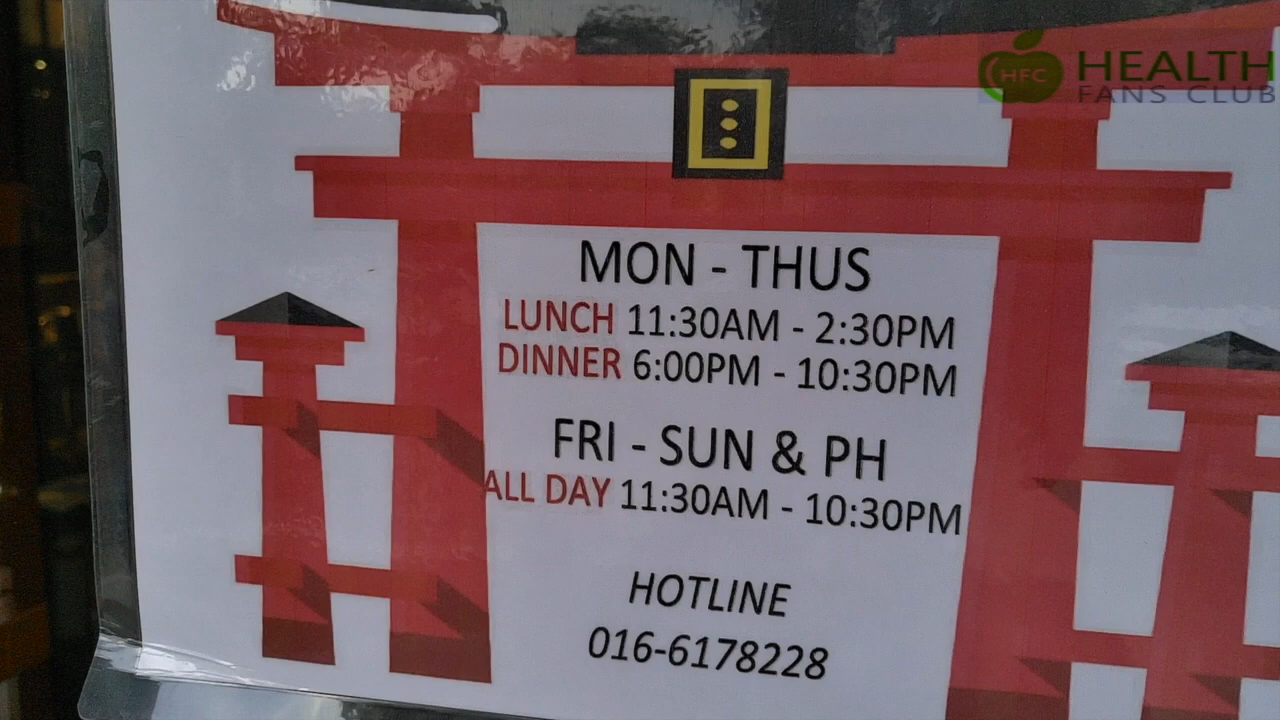 HFC HEALTH
FANS CLUB
MON - THUS
LUNCH 11:30AM - 2:30PM
DINNER 6:00PM - 10:30PM
FRI - SUN & PH
ALL DAY 11:30AM - 10:30PM
HOTLINE
016-6178228